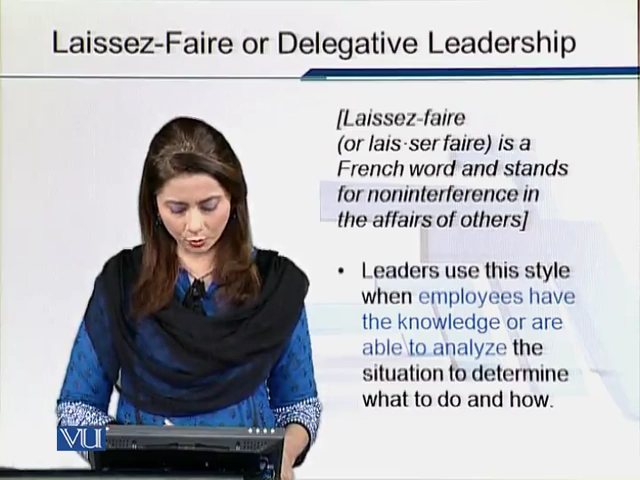 Laissez-Faire or Delegative Leadership
[Laissez-faire
(or lais·ser faire) is a
French word and stands
for noninterference in
the affairs of others]
• Leaders use this style
when employees have
the knowledge or are
able to analyze the
situation to determine
what to do and how.
VU